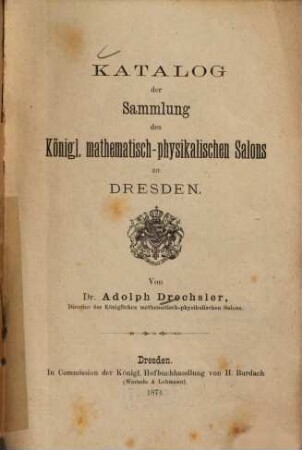 KATALOG
der
Sammlung
des
Königl. mathematisch-physikalischen Salons
zu
DRESDEN.
Von
Dr. Adolph Drechsler,
Director des Königlichen mathematisch-physikalischen Salons.
Dresden.
In Commission der Königl. Hofbuchhandlung von H. Burdach
(Warnatz & Lehmann)
1874.